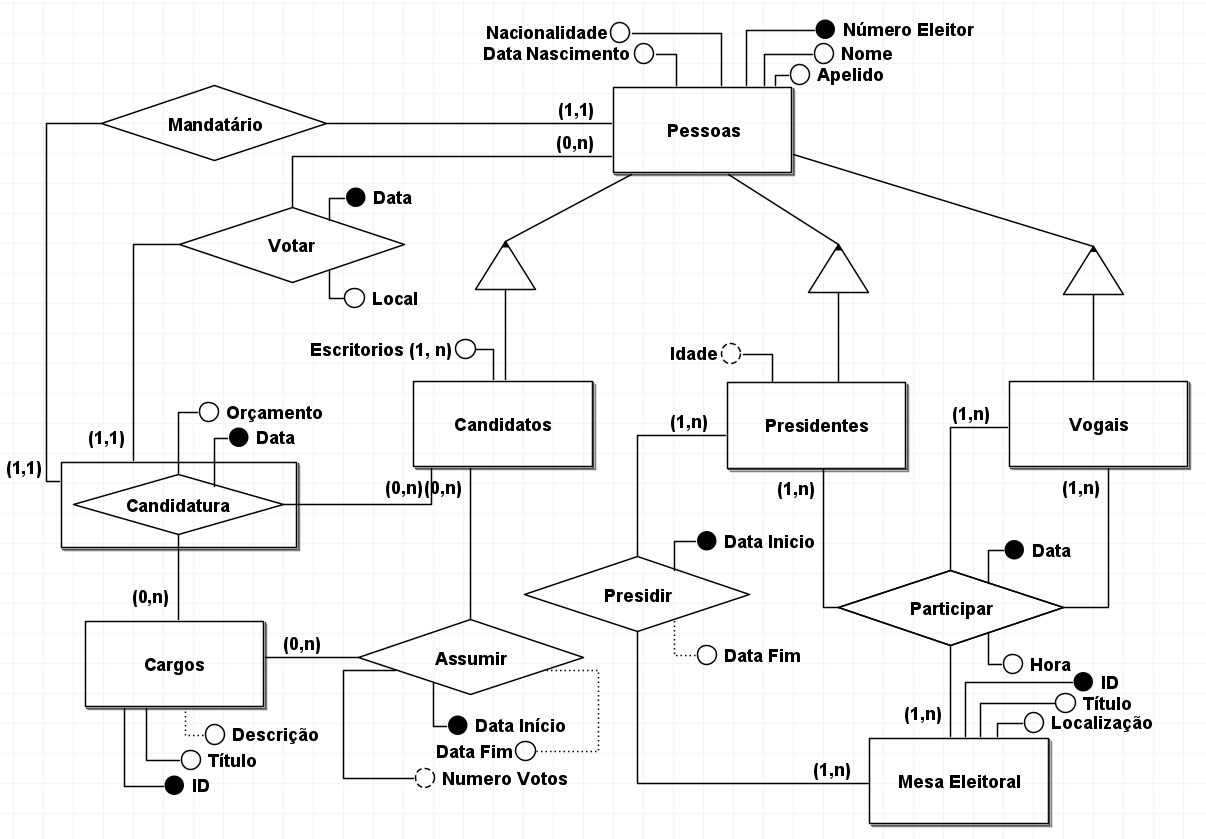 Nacionalidade
Número Eleitor
Data Nascimento
Nome
Apelido
Mandatário
(1,1)
Pessoas
(0,n)
Data
Votar
Local
Escritorios (1, n)
Idade
Orçamento
Data
(1,1)
Candidatos
(1,n)
Presidentes
(1,n)
Vogais
(1,1)
Candidatura
(0,n)
(0,n)
(1,n)
(1,n)
Data Inicio
Data
(0,n)
Presidir
Participar
(0,n)
Cargos
Assumir
Data Fim
Hora
ID
Título
(1,n)
Localização
Descrição
Data Início
Data Fim
Título
Numero Votos
(1,n)
Mesa Eleitoral
ID